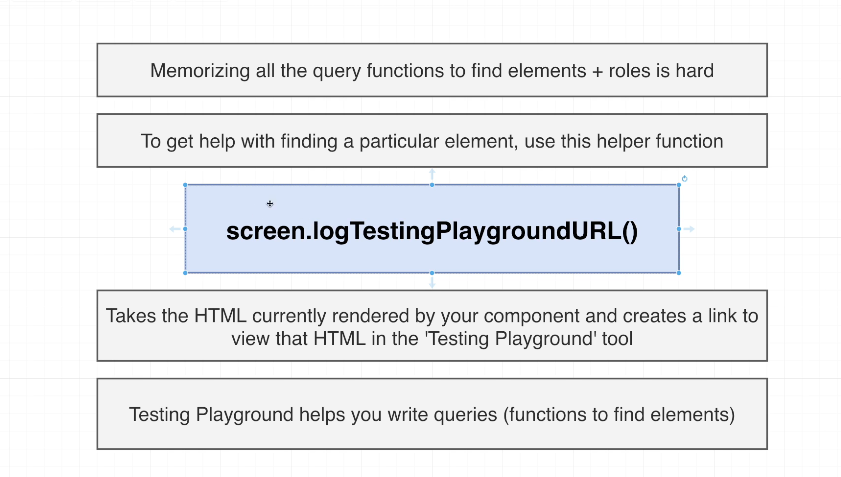 Memorizing all the query functions to find elements + roles is hard
To get help with finding a particular element, use this helper function
screen.logTestingPlaygroundURL()
Takes the HTML currently rendered by your component and creates a link to
view that HTML in the 'Testing Playground' tool
Testing Playground helps you write queries (functions to find elements)